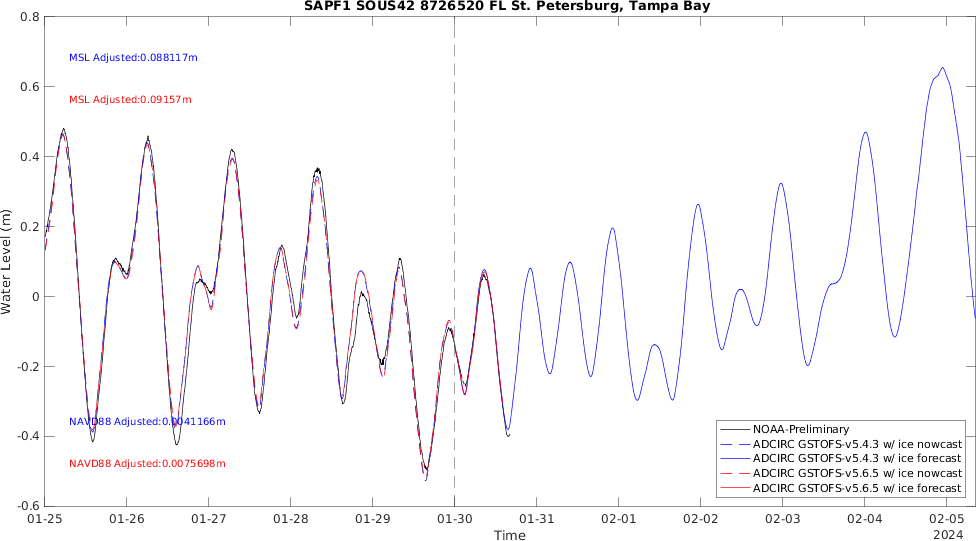 SAPF1 SOUS42 8726520 FL St. Petersburg, Tampa Bay
0.8
MSL Adjusted:0.088117m
0.6
MSL Adjusted:0.09157m
0.4
0.2
Water Level (m)
0
-0.2
NAVD88 Adjusted:0.0041166m
-0.4
NAVD88 Adjusted:0.0075698m
-0.6
NOAA-Preliminary
ADCIRC GSTOFS-v5.4.3 w/ ice nowcast
ADCIRC GSTOFS-v5.4.3 w/ ice forecast
ADCIRC GSTOFS-v5.6.5 w/ ice nowcast
ADCIRC GSTOFS-v5.6.5 w/ ice forecast
01-25 01-26 01-27 01-28 01-29 01-30 01-31 02-01 02-02 02-03 02-04 02-05
Time 2024